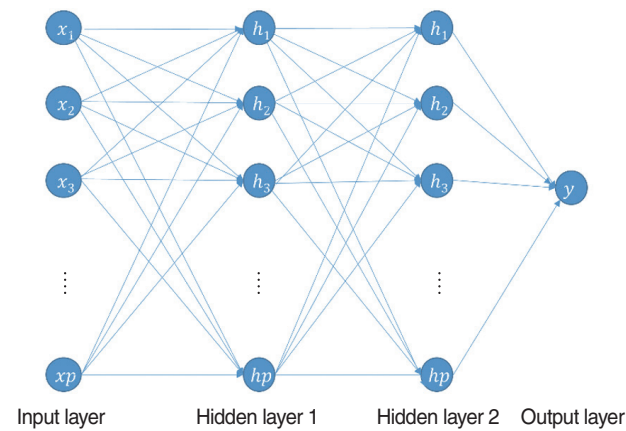 x1 h1 h1
x2 h2 h2
x3 h3 h3
y
⋮ ⋮ ⋮
xp hp hp
Input layer Hidden layer 1 Hidden layer 2 Output layer